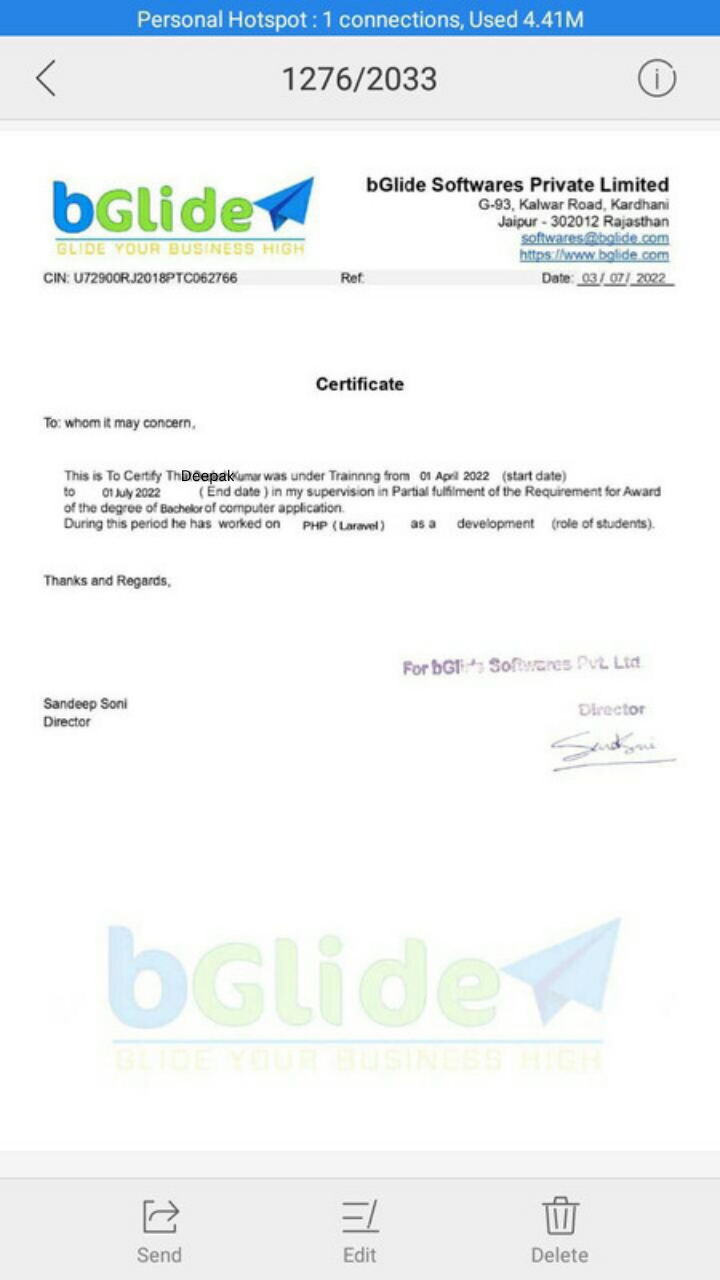 Personal Hotspot : 1 connections, Used 4.41M
1276/2033
bGlide
GLIDE YOUR BUSINESS HIGH
bGlide Softwares Private Limited
G-93, Kalwar Road, Kardhani
Jaipur - 302012 Rajasthan
softwares@bglide.com
https://www.bglide.com
CIN: U72900RJ2018PTC062766 Ref: Date: 03/ 07/ 2022
Certificate
To: whom it may concern,
This is To Certify Deepak Kumar was under Trainnng from 01 April 2022 (start date)
to 01 July 2022 ( End date ) in my supervision in Partial fulfilment of the Requirement for Award
of the degree of Bachelor of computer application.
During this period he has worked on PHP ( Laravel ) as a development (role of students).
Thanks and Regards,
For Softwares Pvt. Ltd.
Sandeep Soni
Director
Director
bGlide
GLIDE YOUR BUSINESS HIGH
Send Edit Delete